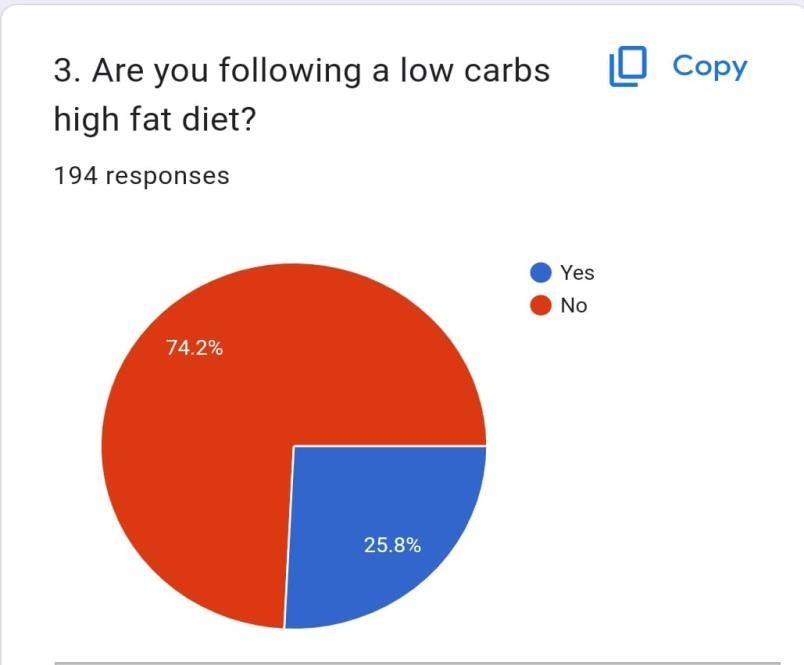 3. Are you following a low carbs
high fat diet?
Copy
194 responses
Yes
No
74.2%
25.8%